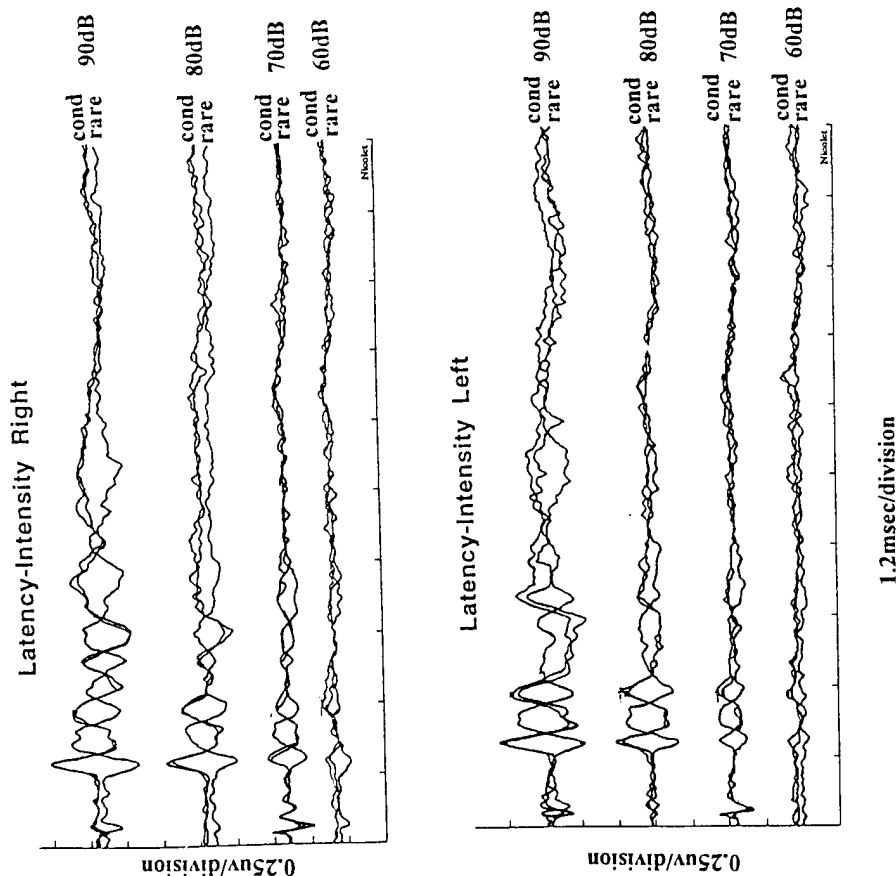 Latency-Intensity Right
cond
rare
90dB
cond
rare
80dB
cond
rare
70dB
cond
rare
60dB
Nicolet
0.25uv/division
Latency-Intensity Left
cond
rare
90dB
cond
rare
80dB
cond
rare
70dB
cond
rare
60dB
Nicolet
0.25uv/division
1.2msec/division